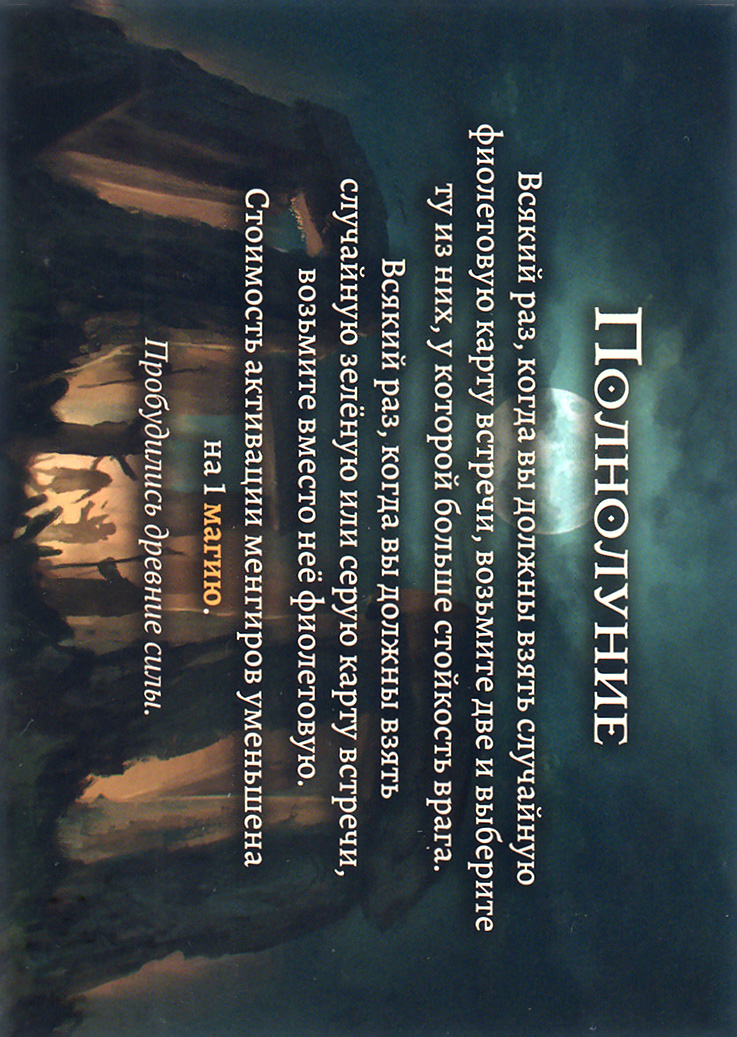 Полнолуние
Всякий раз, когда вы должны взять случайную
фиолетовую карту встречи, возьмите две и выберите
ту из них, у которой больше стойкость врага.
Всякий раз, когда вы должны взять
случайную зелёную или серую карту встречи,
возьмите вместо неё фиолетовую.
Стоимость активации менгиров уменьшена
на 1 магию.
Пробудились древние силы.